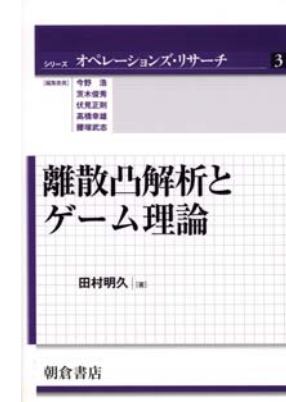 シリーズ オペレーションズ・リサーチ 3
[編集委員] 今野 浩
茨木俊秀
伏見正則
高橋幸雄
腰塚武志
離散凸解析と
ゲーム理論
田村明久 [著]
朝倉書店